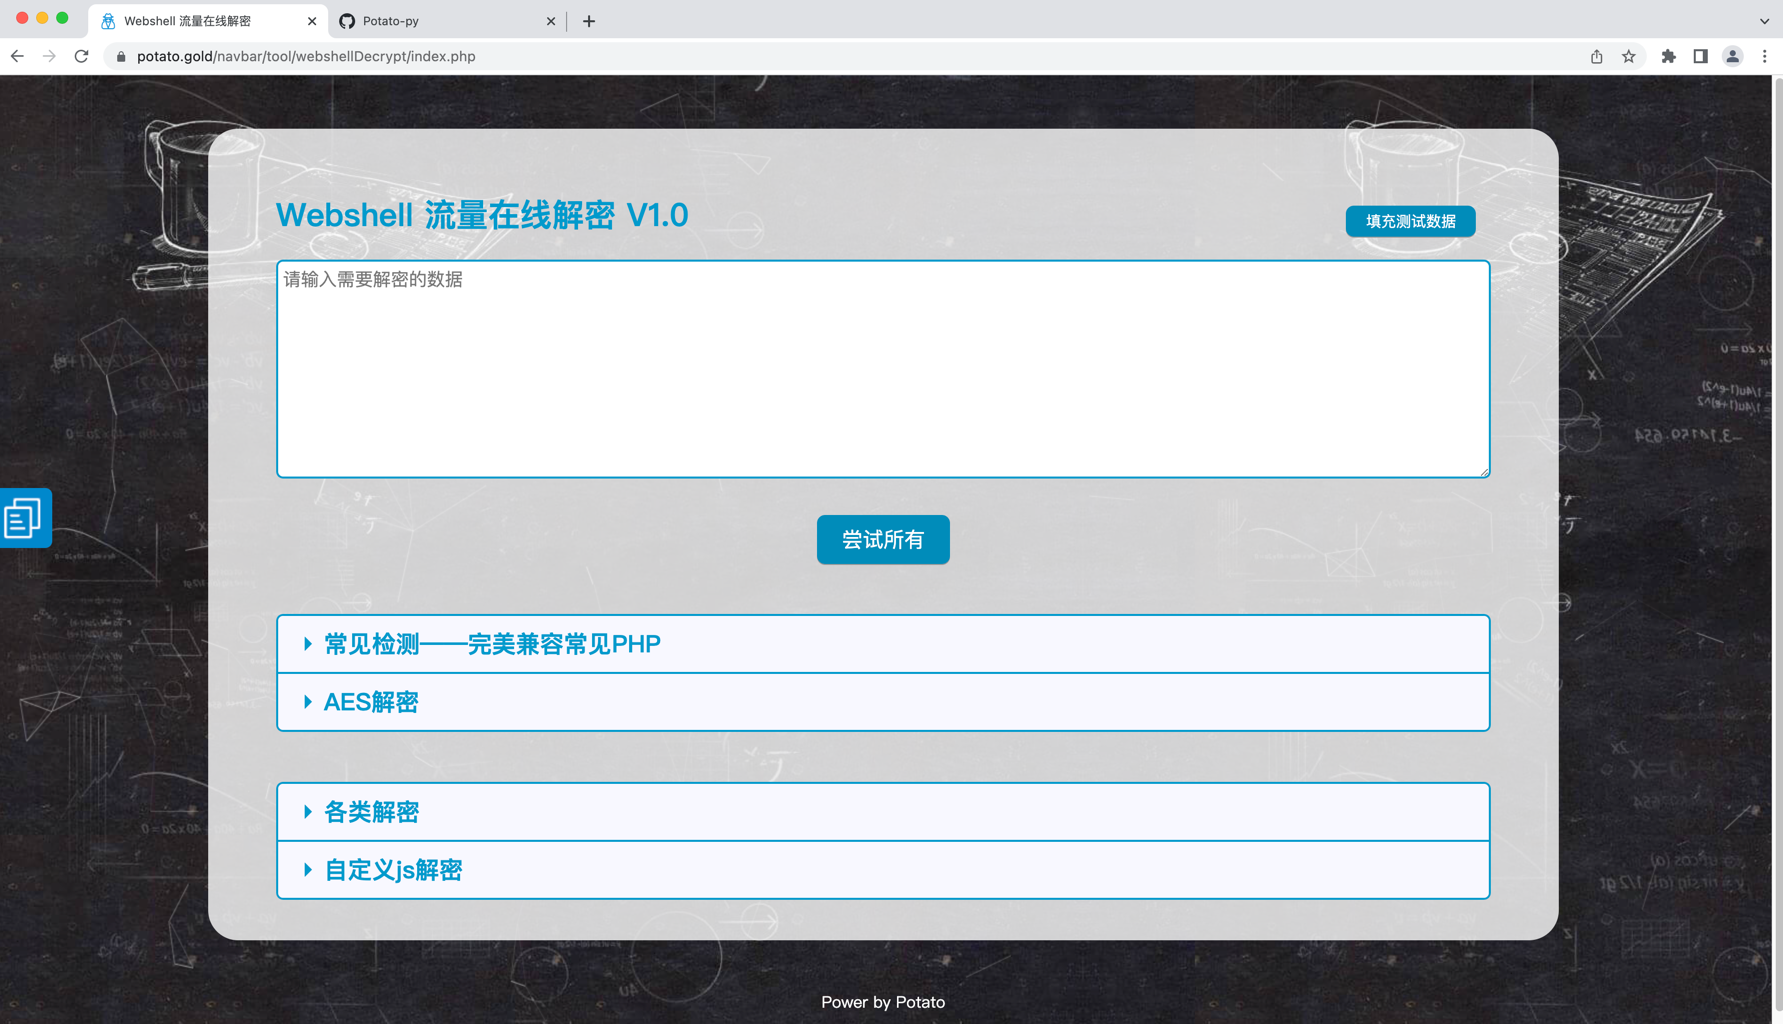 Webshell 流量在线解密
Potato-py
potato.gold/navbar/tool/webshellDecrypt/index.php
Webshell 流量在线解密 V1.0
填充测试数据
请输入需要解密的数据
尝试所有
常见检测——完美兼容常见PHP
AES解密
各类解密
自定义js解密
Power by Potato